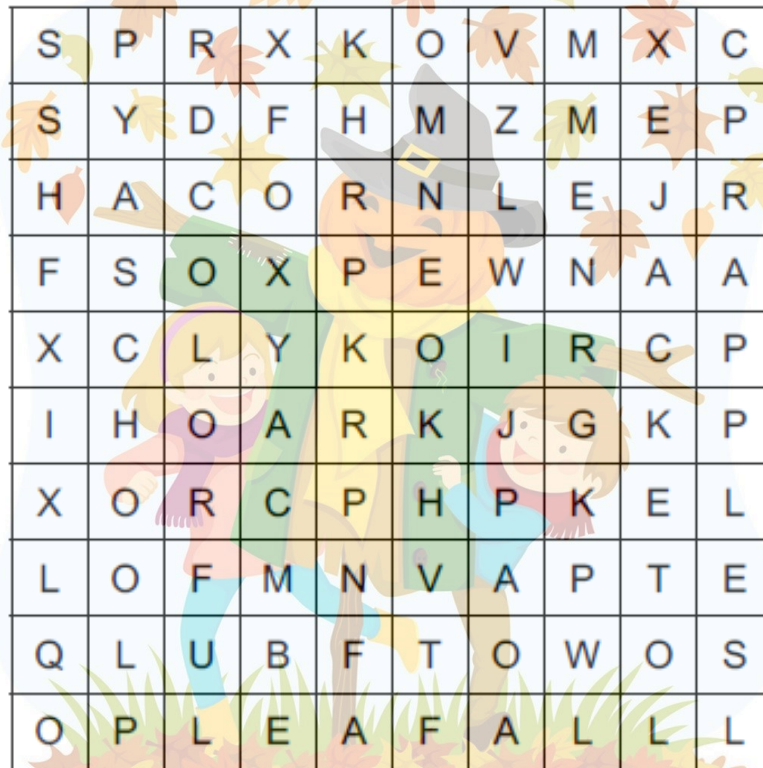 S P R X K O V M X C
S Y D F H M Z M E P
H A C O R N L E J R
F S O X P E W N A A
X C L Y K O I R C P
I H O A R K J G K P
X O R C P H P K E L
L O F M N V A P T E
Q L U B F T O W O S
O P L E A F A L L L